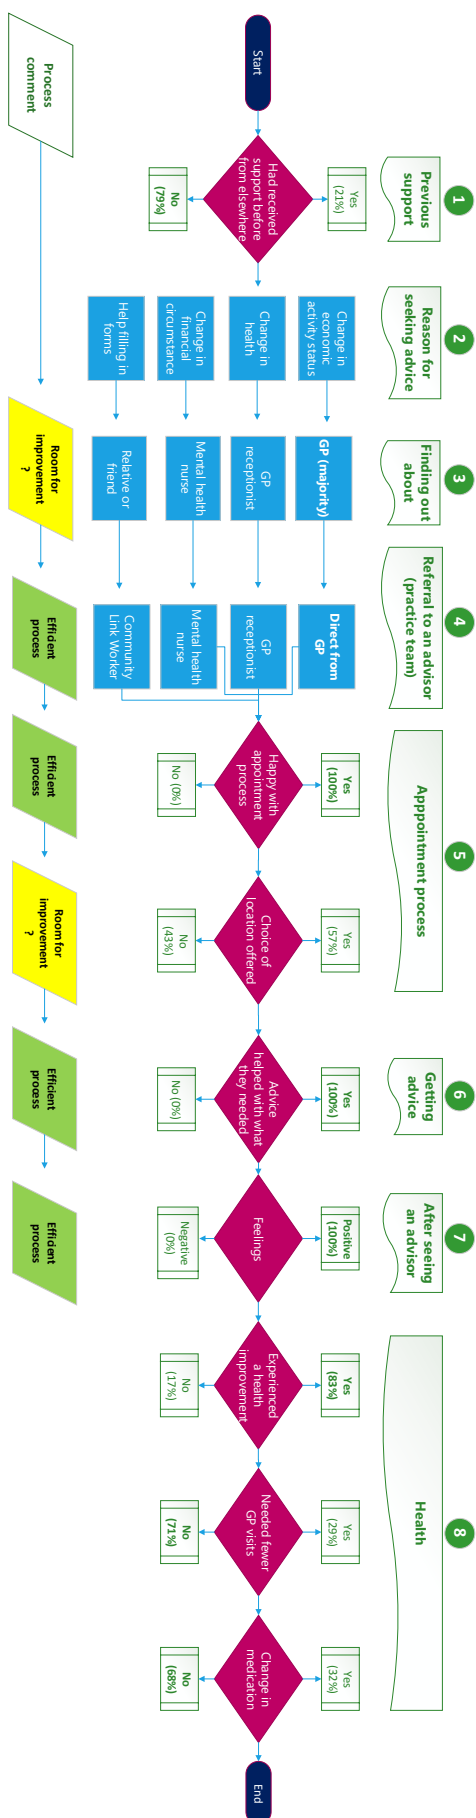 1
2
3
4
5
6
7
8
Previous
support
Reason for
seeking advice
Finding out
about
Referral to an advisor
(practice team)
Apppointment process
Getting
advice
After seeing
an advisor
Health
Start
Had received
support before
from elsewhere
Yes
(21%)
No
(79%)
Change in
economic
activity status
Change in
health
Change in
financial
circumstance
Help filling in
forms
GP (majority)
GP
receptionist
Mental health
nurse
Relative or
friend
Direct from
GP
GP
receptionist
Mental health
nurse
Community
Link Worker
Yes
(100%)
Happy with
appointment
process
No (0%)
Yes
(57%)
Choice of
location offered
No
(43%)
Yes
(100%)
Advice
helped with what
they needed
No (0%)
Positive
(100%)
Feelings
Negative
(0%)
Yes
(83%)
Experienced
a health
improvement
No
(17%)
Yes
(29%)
Needed fewer
GP visits
No
(71%)
Yes
(32%)
Change in
medication
No
(68%)
End
Process
comment
Room for
improvement
?
Efficient
process
Efficient
process
Room for
improvement
?
Efficient
process
Efficient
process